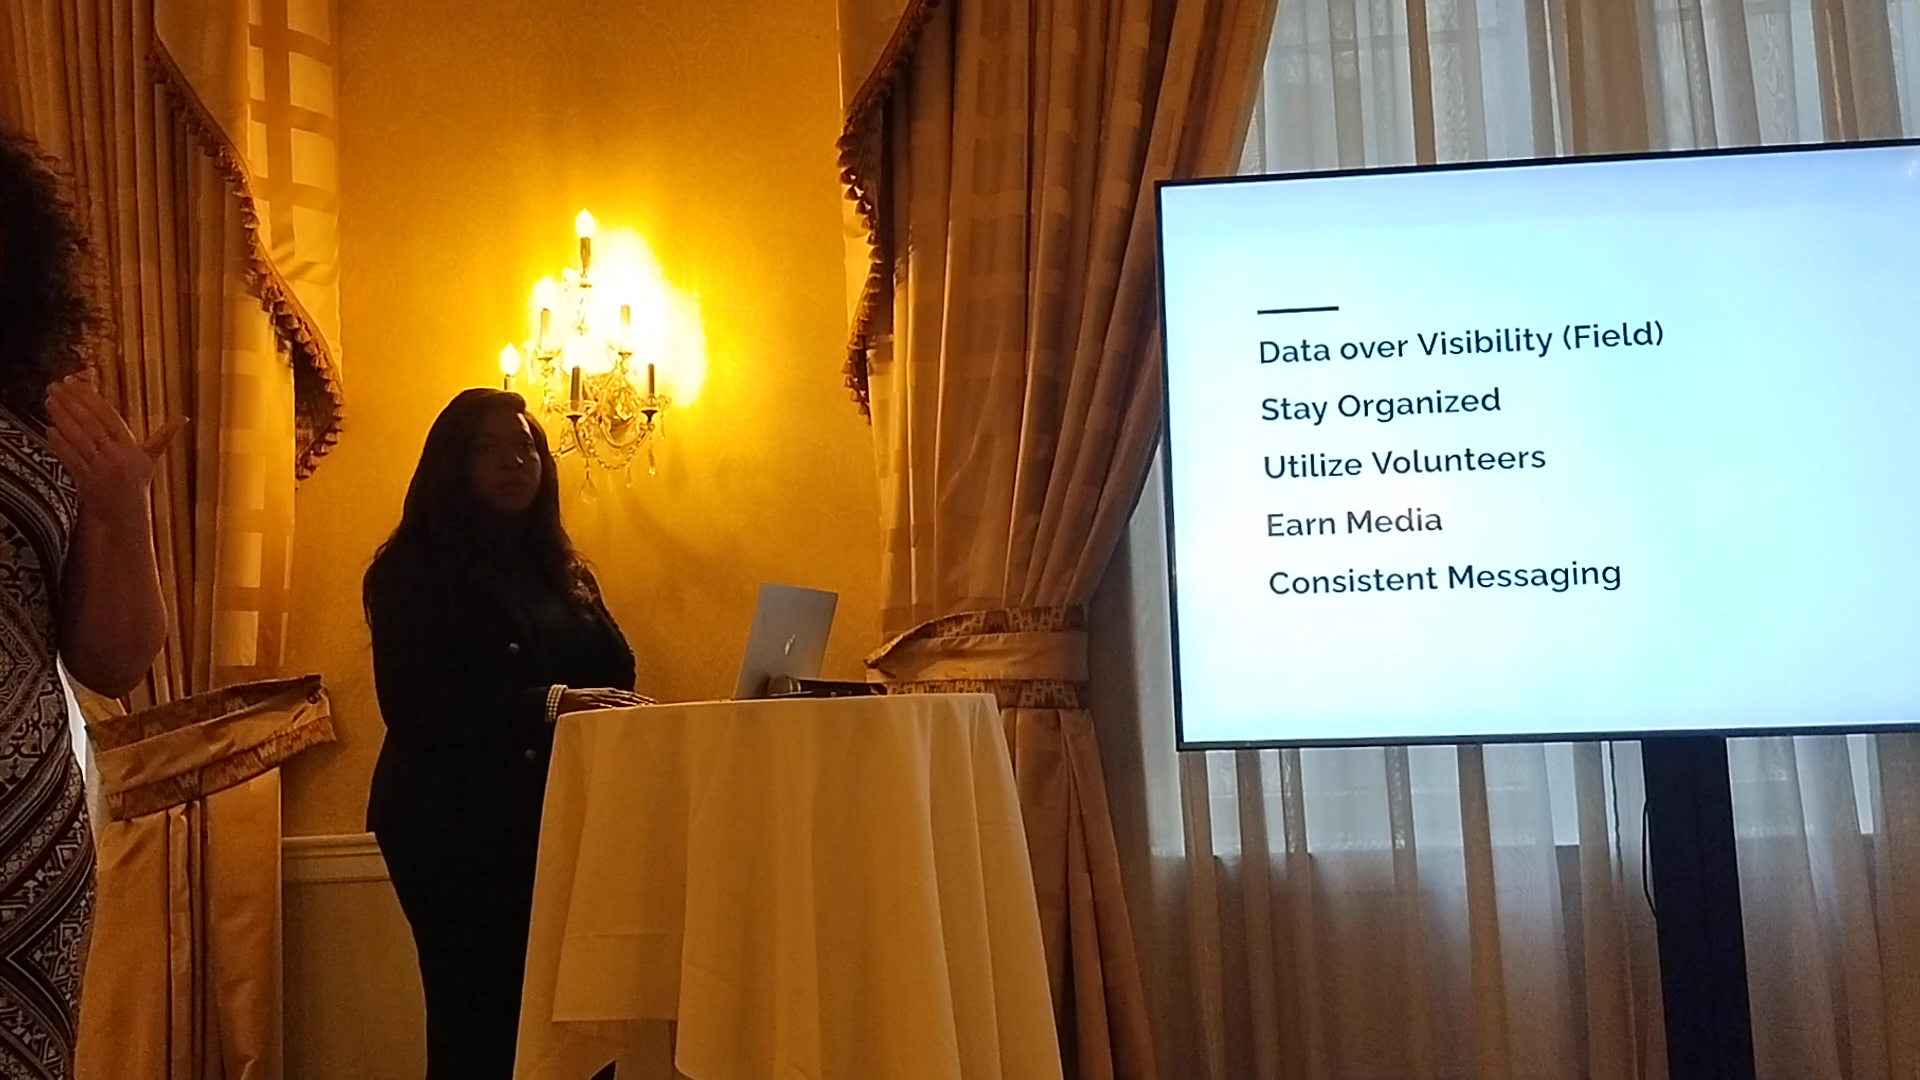 Data over Visibility (Field)
Stay Organized
Utilize Volunteers
Earn Media
Consistent Messaging